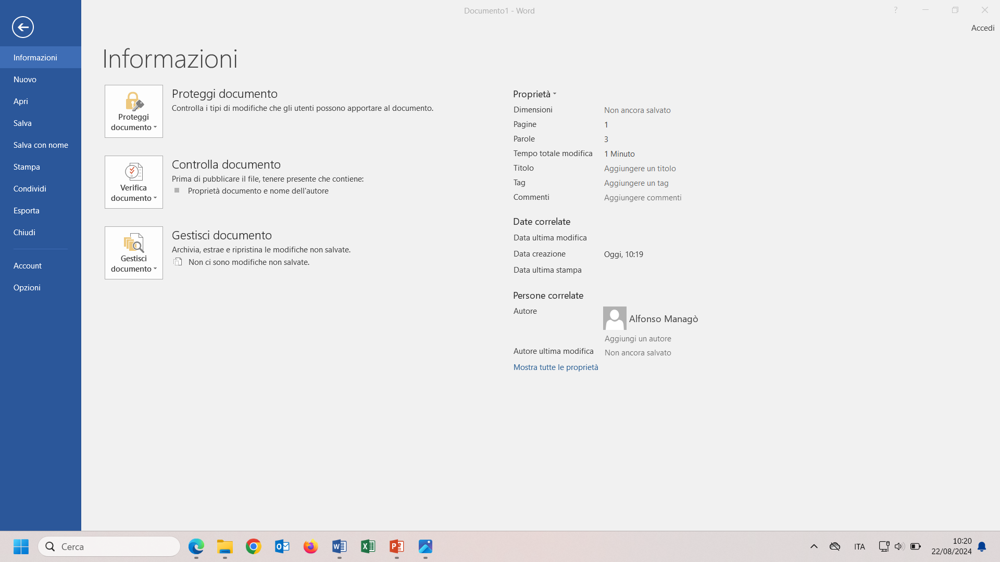 Documento1 - Word
?
Accedi
Informazioni
Nuovo
Apri
Salva
Salva con nome
Stampa
Condividi
Esporta
Chiudi
Account
Opzioni
Informazioni
Proteggi
documento
Proteggi documento
Controlla i tipi di modifiche che gli utenti possono apportare al documento.
Verifica
documento
Controlla documento
Prima di pubblicare il file, tenere presente che contiene:
Proprietà documento e nome dell'autore
Gestisci
documento
Gestisci documento
Archivia, estrae e ripristina le modifiche non salvate.
Non ci sono modifiche non salvate.
Proprietà
Dimensioni Non ancora salvato
Pagine 1
Parole 3
Tempo totale modifica 1 Minuto
Titolo Aggiungere un titolo
Tag Aggiungere un tag
Commenti Aggiungere commenti
Date correlate
Data ultima modifica
Data creazione Oggi, 10:19
Data ultima stampa
Persone correlate
Autore Alfonso Managò
Aggiungi un autore
Autore ultima modifica Non ancora salvato
Mostra tutte le proprietà
Cerca
ITA
10:20
22/08/2024